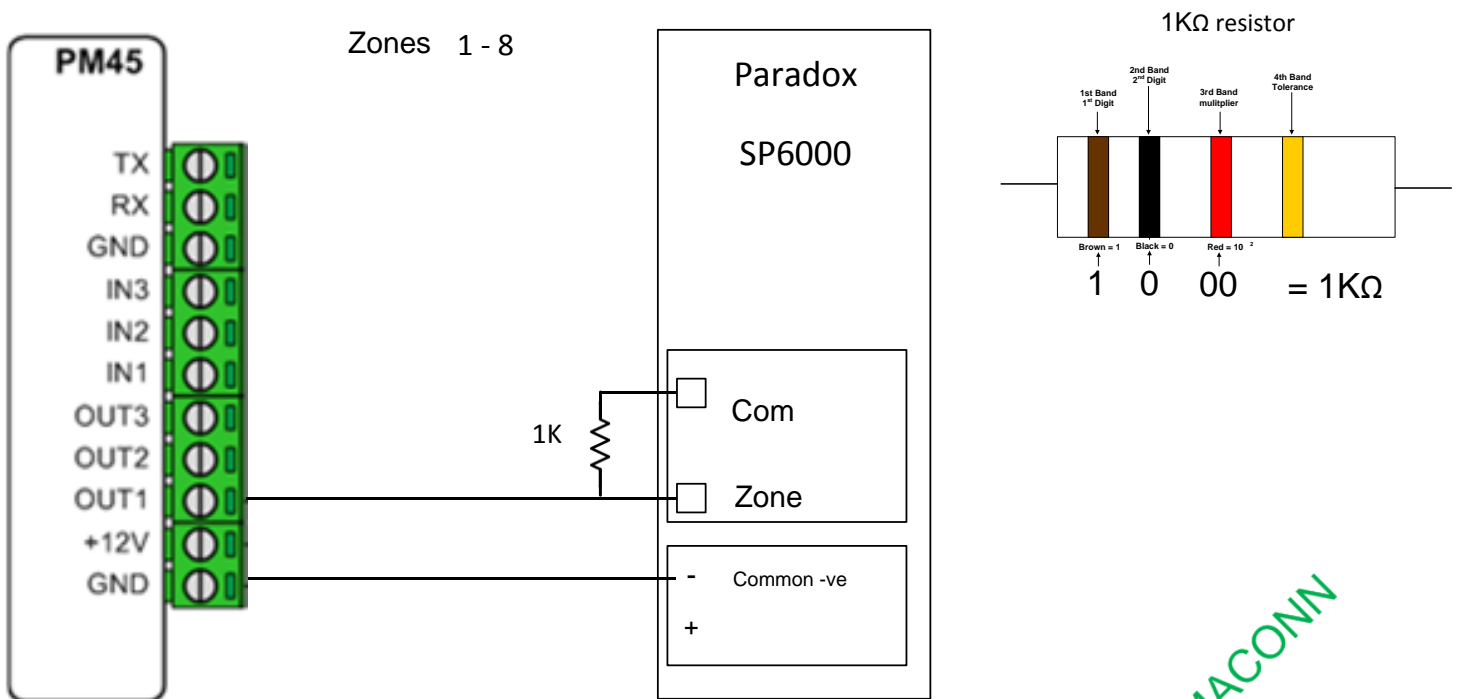 PM45
TX
RX
GND
IN3
IN2
IN1
OUT3
OUT2
OUT1
+12V
GND
Zones 1 - 8
1K
Paradox
SP6000
Com
Zone
- Common -ve
+
1KΩ resistor
1st Band
1st Digit
2nd Band
2nd Digit
3rd Band
mulitplier
4th Band
Tolerance
Brown = 1
Black = 0
Red = 10 2
1 0 00 = 1KΩ